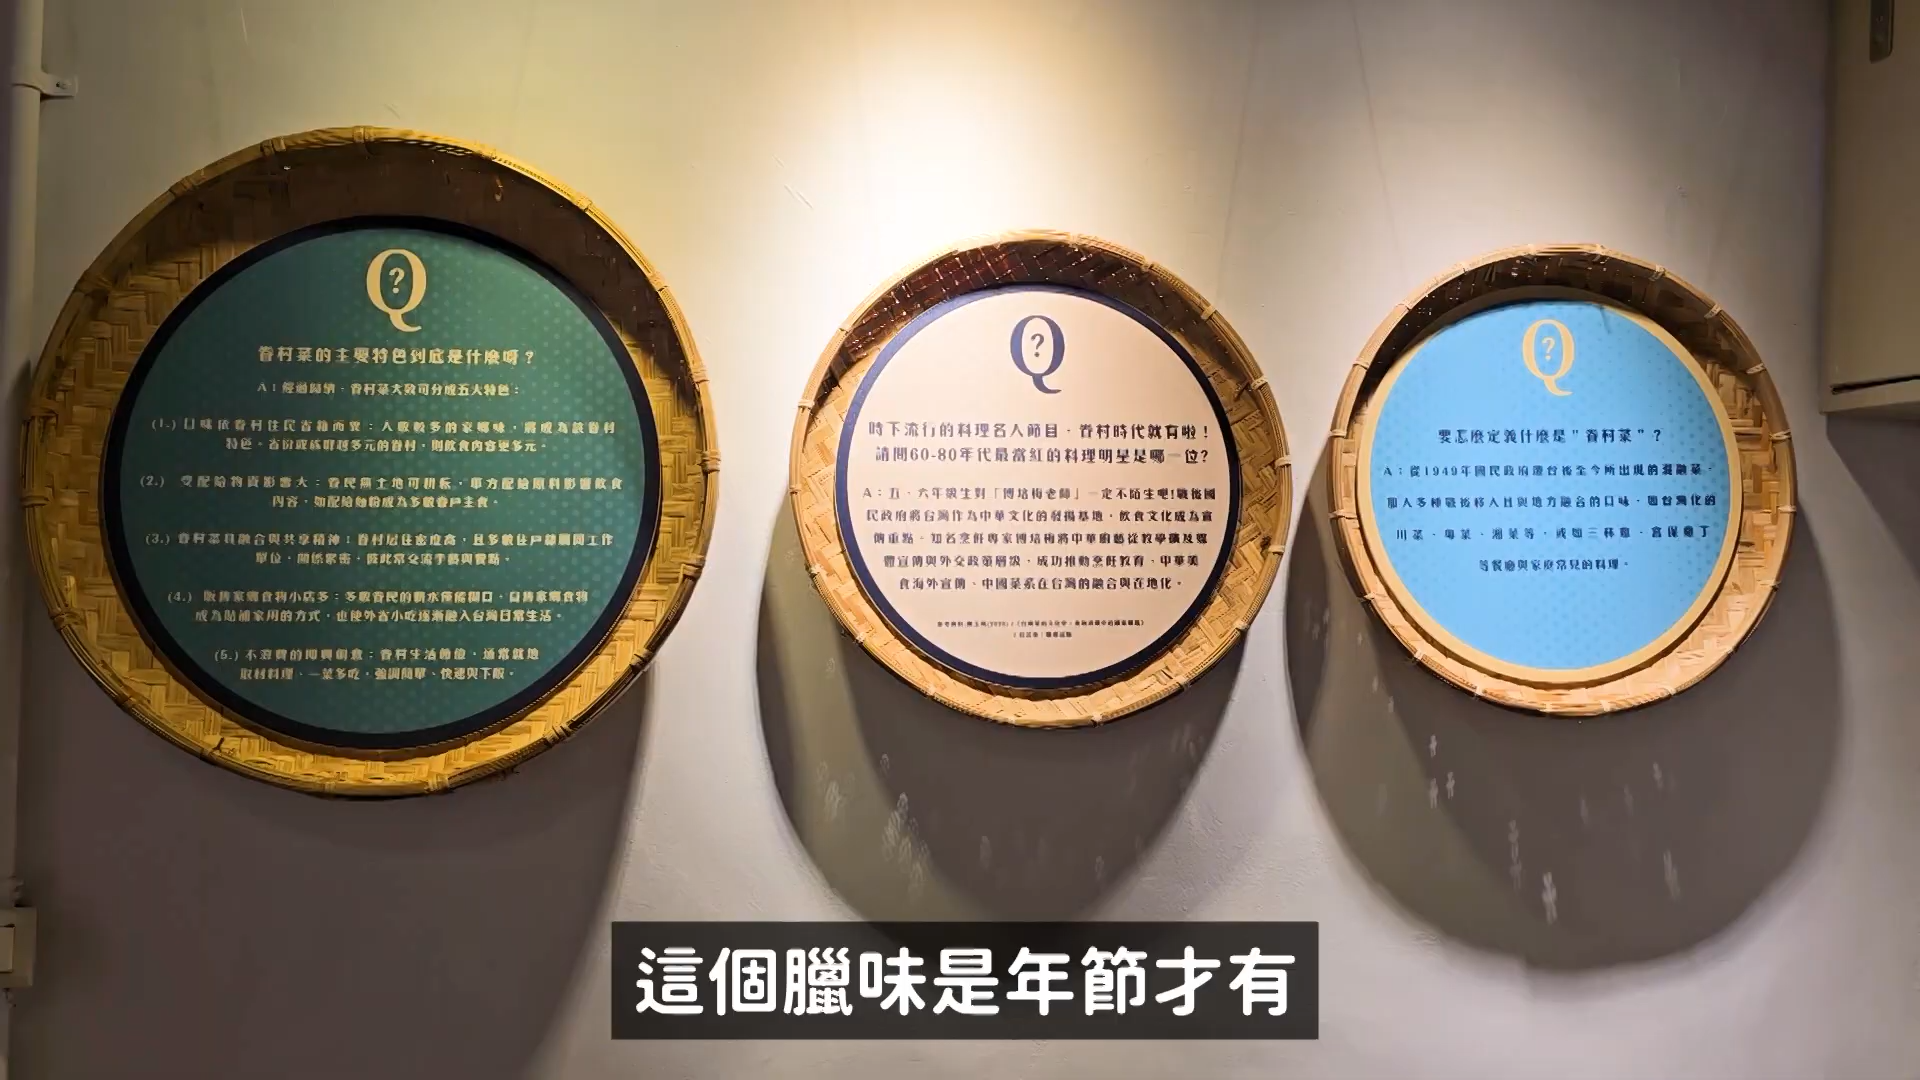 Q?
眷村菜的主要特色到底是什麼呀？
A：經過歸納，眷村菜大致可分成五大特色：
(1.) 口味依眷村住民省籍而異：人數較多的家鄉味，將成為該眷村
特色。省份或族群越多元的眷村，則飲食內容更多元。
(2.) 受配給物資影響大：眷民無土地可耕耘，軍方配給原料影響飲食
內容，如配給麵粉成為多數眷戶主食。
(3.) 眷村菜具融合與共享精神：眷村居住密度高，且多數住戶隸屬同工作
單位，關係緊密，彼此常交流手藝與餐點。
(4.) 販售家鄉食物小店多：多數眷民的薪水僅能餬口，自售家鄉食物
成為貼補家用的方式，也使外省小吃逐漸融入台灣日常生活。
(5.) 不浪費的即興創意：眷村生活節儉，通常就地
取材料理、一菜多吃，強調簡單、快速與下飯。
Q?
時下流行的料理名人節目，眷村時代就有啦！
請問60-80年代最當紅的料理明星是哪一位？
A：五、六年級生對「傅培梅老師」一定不陌生吧！戰後國
民政府將台灣作為中華文化的發揚基地，飲食文化成為宣
傳重點，知名烹飪專家傅培梅將中華廚藝從教學擴及媒
體宣傳與外交政策層級，成功推動烹飪教育、中華美
食海外宣傳、中國菜系在台灣的融合與在地化。
Q?
要怎麼定義什麼是"眷村菜"？
A：從1949年國民政府遷台後至今所出現的混融菜，
加入多種戰後移入住與地方融合的口味，如台灣化的
川菜、粵菜、湘菜等，或如三杯雞、宮保雞丁
等餐廳與家庭常見的料理。
這個臘味是年節才有